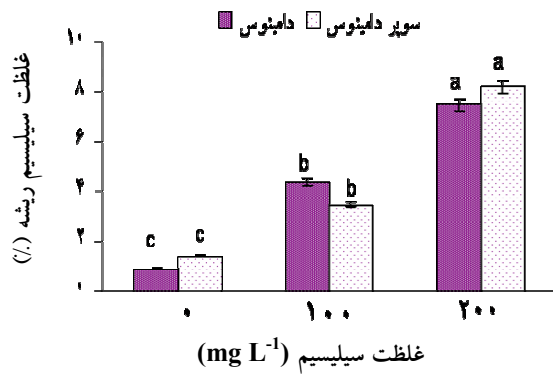 دامینوس سوپر دامینوس
غلظت سیلیسیم ریشه (٪)
۱۰
۸
۶
۴
۲
۰
c c b b a a
۰ ۱۰۰ ۲۰۰
غلظت سیلیسیم (mg L⁻¹)